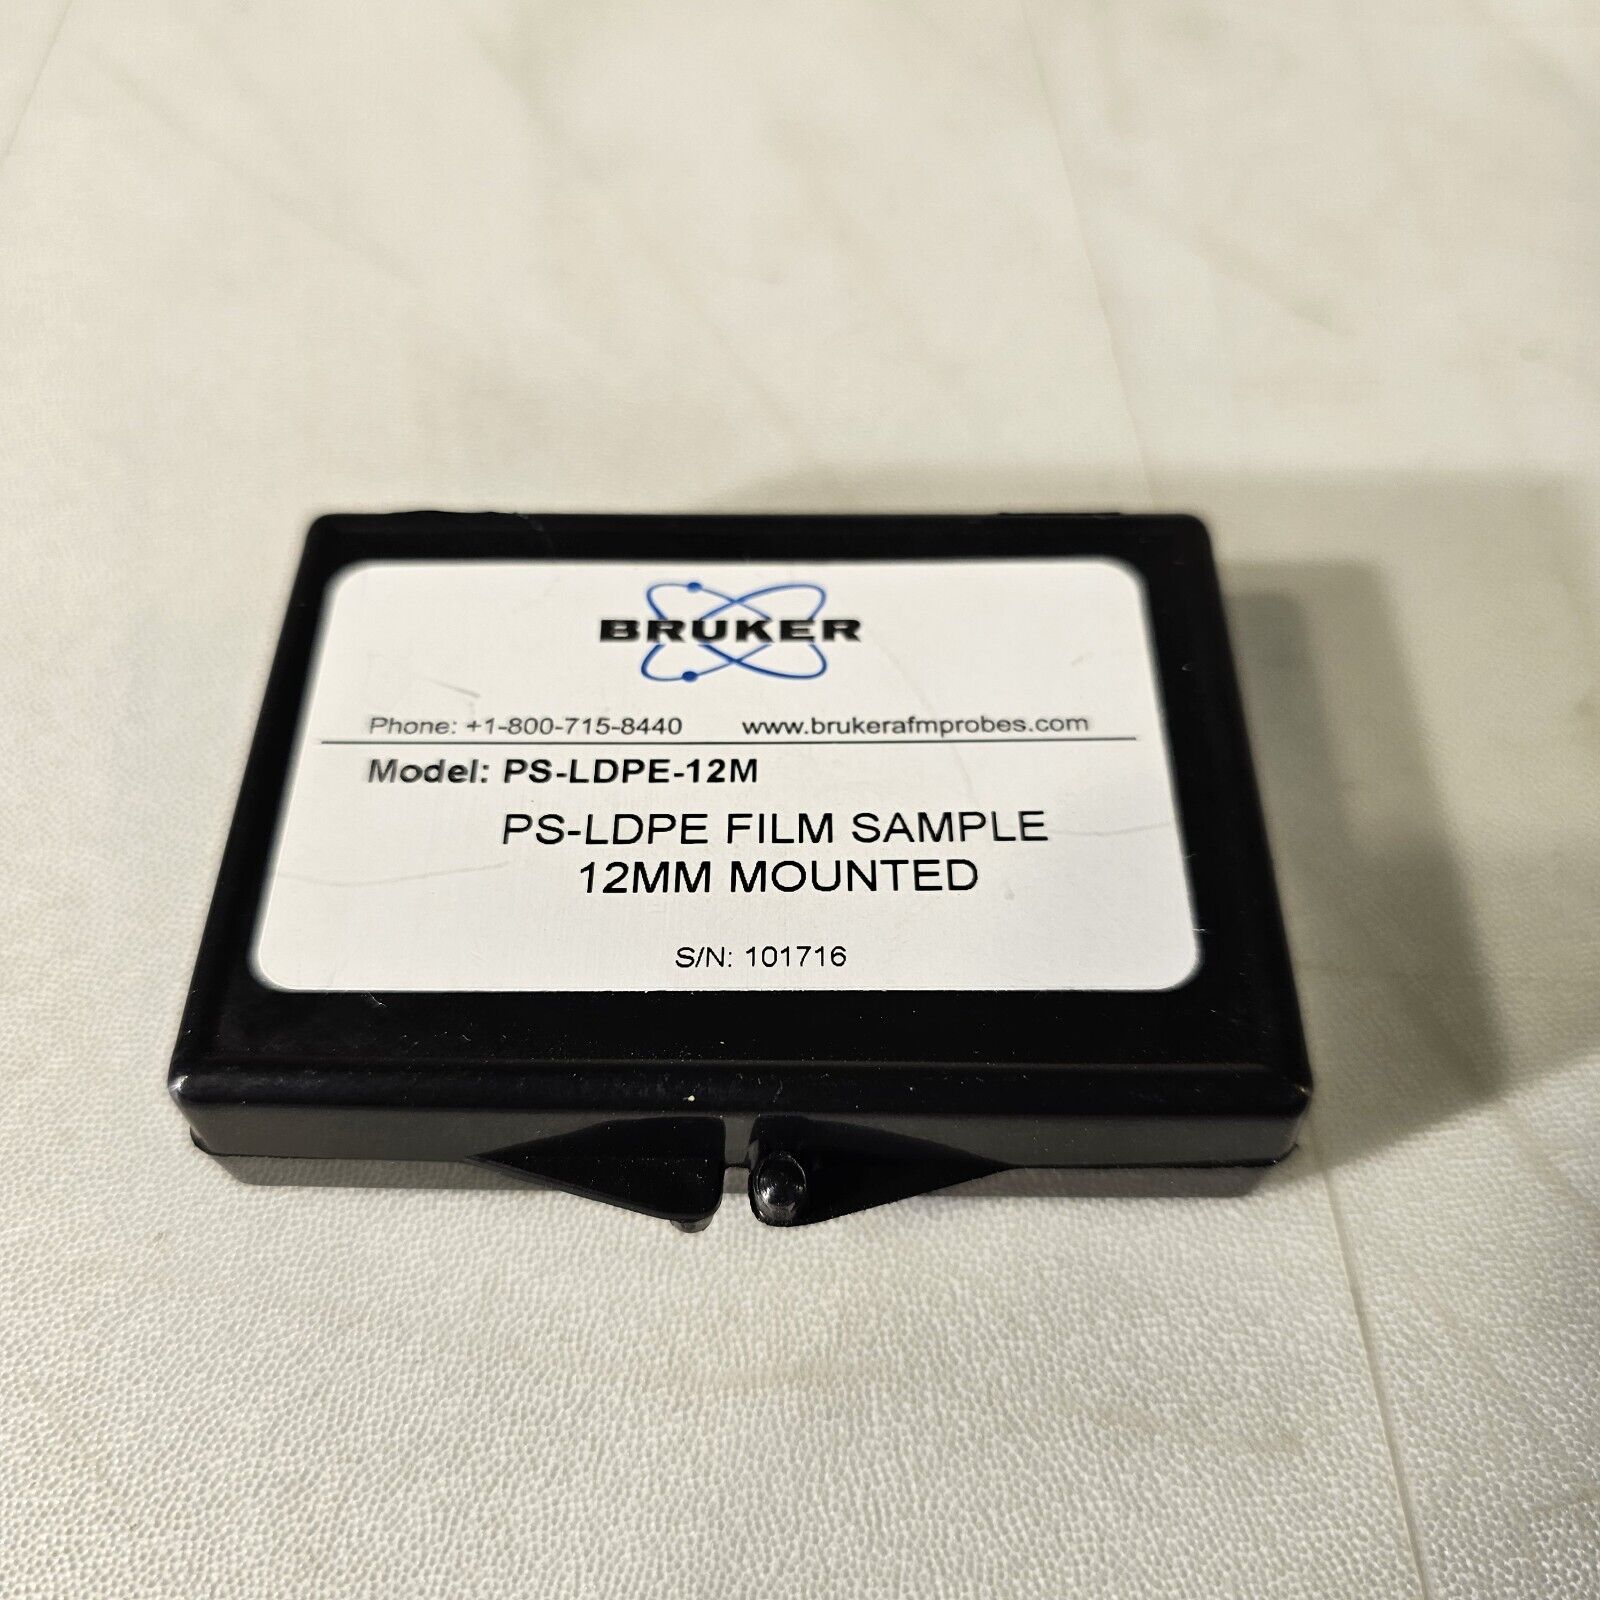 BRUKER
Phone: +1-800-715-8440 www.brukerafmprobes.com
Model: PS-LDPE-12M
PS-LDPE FILM SAMPLE
12MM MOUNTED
S/N: 101716